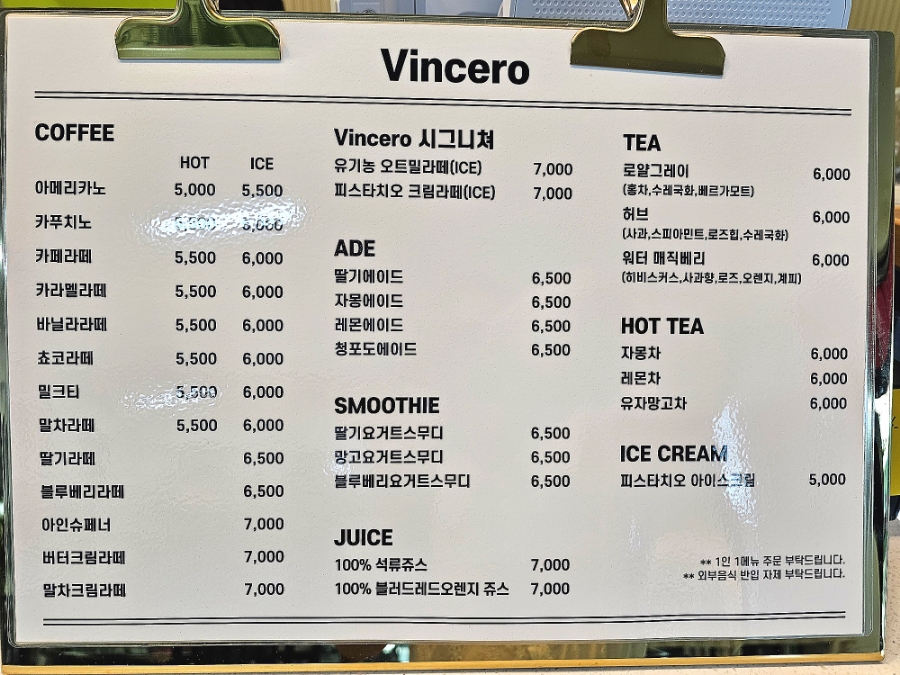 Vincero
COFFEE
HOT ICE
아메리카노 5,000 5,500
카푸치노 5,500 6,000
카페라떼 5,500 6,000
카라멜라떼 5,500 6,000
바닐라라떼 5,500 6,000
쵸코라떼 5,500 6,000
밀크티 5,500 6,000
말차라떼 5,500 6,000
딸기라떼 6,500
블루베리라떼 6,500
아인슈페너 7,000
버터크림라떼 7,000
말차크림라떼 7,000
Vincero 시그니쳐
유기농 오트밀라떼(ICE) 7,000
피스타치오 크림라떼(ICE) 7,000
ADE
딸기에이드 6,500
자몽에이드 6,500
레몬에이드 6,500
청포도에이드 6,500
SMOOTHIE
딸기요거트스무디 6,500
망고요거트스무디 6,500
블루베리요거트스무디 6,500
JUICE
100% 석류쥬스 7,000
100% 블러드레드오렌지 쥬스 7,000
TEA
로얄그레이 6,000
(홍차,수레국화,베르가모트)
허브 6,000
(사과,스피아민트,로즈힙,수레국화)
워터 매직베리 6,000
(히비스커스,사과향,로즈,오렌지,계피)
HOT TEA
자몽차 6,000
레몬차 6,000
유자망고차 6,000
ICE CREAM
피스타치오 아이스크림 5,000
** 1인 1메뉴 주문 부탁드립니다.
** 외부음식 반입 자제 부탁드립니다.